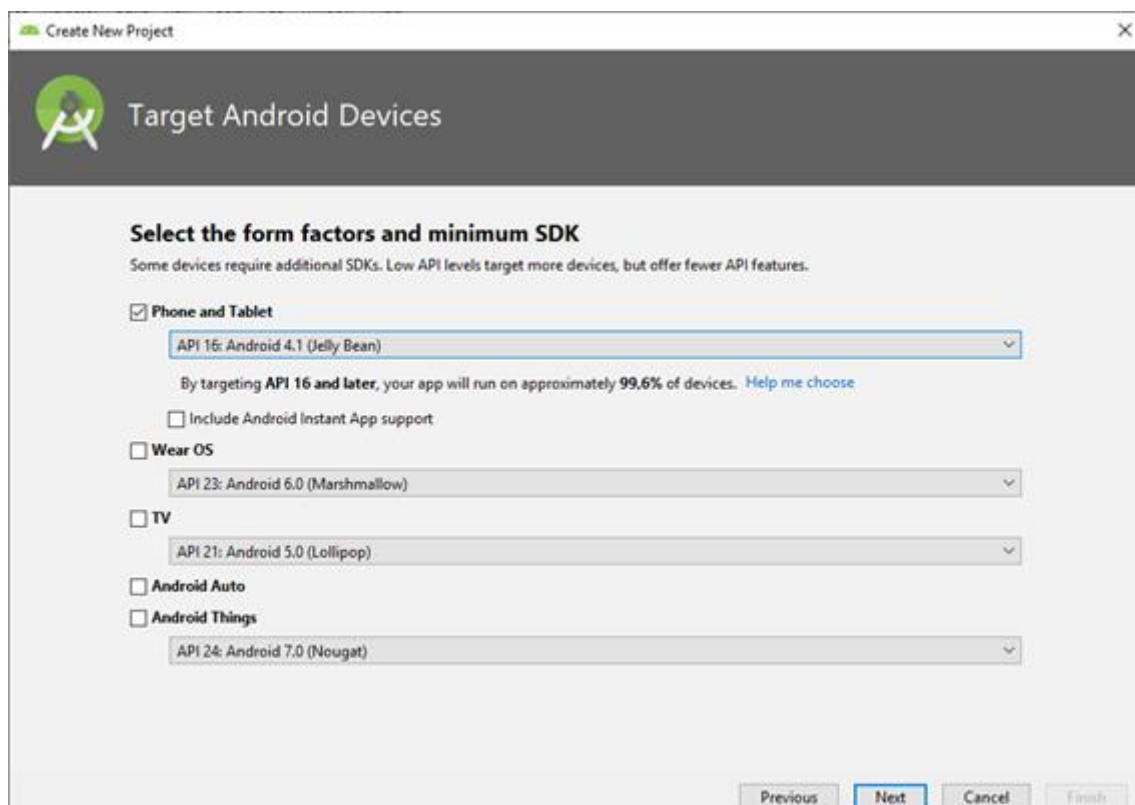 Create New Project
Target Android Devices
Select the form factors and minimum SDK
Some devices require additional SDKs. Low API levels target more devices, but offer fewer API features.
Phone and Tablet
API 16: Android 4.1 (Jelly Bean)
By targeting API 16 and later, your app will run on approximately 99.6% of devices. Help me choose
Include Android Instant App support
Wear OS
API 23: Android 6.0 (Marshmallow)
TV
API 21: Android 5.0 (Lollipop)
Android Auto
Android Things
API 24: Android 7.0 (Nougat)
Previous Next Cancel Finish